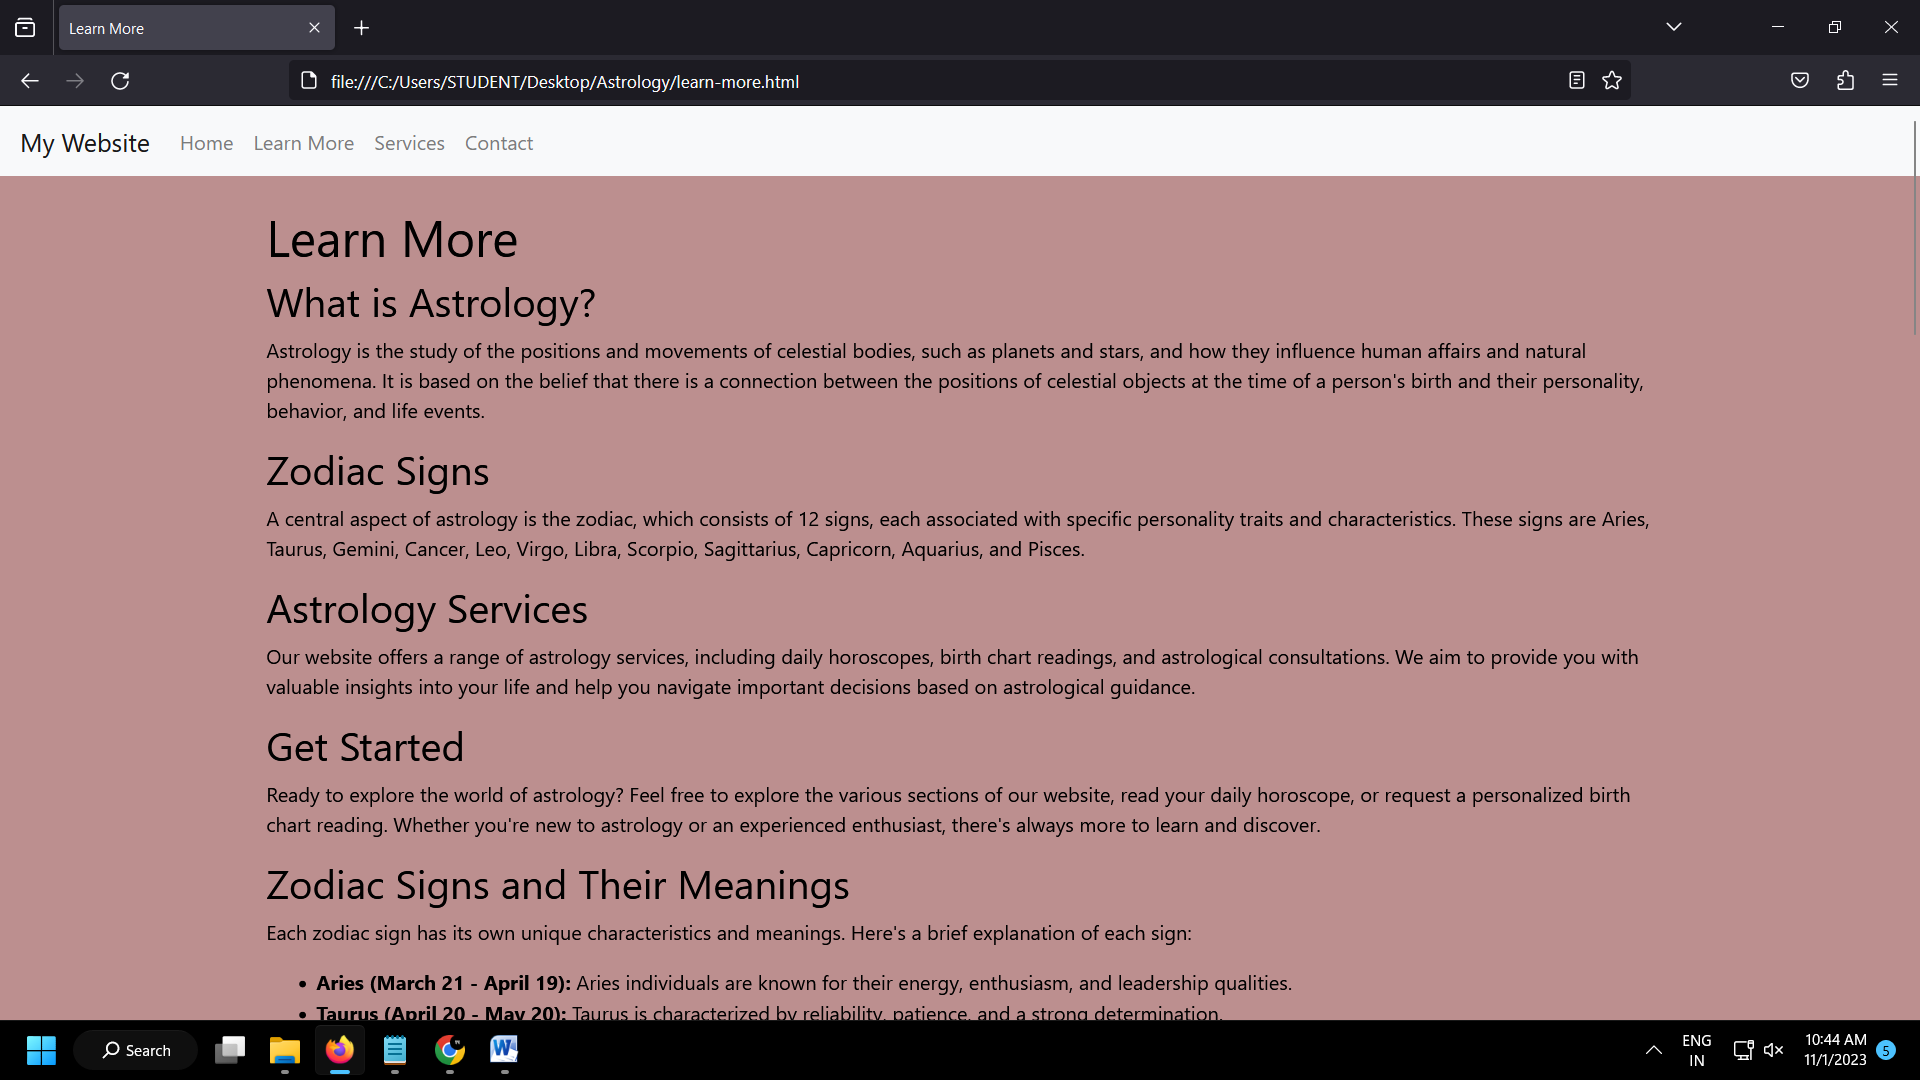 Learn More
file:///C:/Users/STUDENT/Desktop/Astrology/learn-more.html
My Website Home Learn More Services Contact
Learn More
What is Astrology?
Astrology is the study of the positions and movements of celestial bodies, such as planets and stars, and how they influence human affairs and natural
phenomena. It is based on the belief that there is a connection between the positions of celestial objects at the time of a person's birth and their personality,
behavior, and life events.
Zodiac Signs
A central aspect of astrology is the zodiac, which consists of 12 signs, each associated with specific personality traits and characteristics. These signs are Aries,
Taurus, Gemini, Cancer, Leo, Virgo, Libra, Scorpio, Sagittarius, Capricorn, Aquarius, and Pisces.
Astrology Services
Our website offers a range of astrology services, including daily horoscopes, birth chart readings, and astrological consultations. We aim to provide you with
valuable insights into your life and help you navigate important decisions based on astrological guidance.
Get Started
Ready to explore the world of astrology? Feel free to explore the various sections of our website, read your daily horoscope, or request a personalized birth
chart reading. Whether you're new to astrology or an experienced enthusiast, there's always more to learn and discover.
Zodiac Signs and Their Meanings
Each zodiac sign has its own unique characteristics and meanings. Here's a brief explanation of each sign:
• Aries (March 21 - April 19): Aries individuals are known for their energy, enthusiasm, and leadership qualities.
• Taurus (April 20 - May 20): Taurus is characterized by reliability, patience, and a strong determination.
Search
ENG
IN
10:44 AM
11/1/2023
5